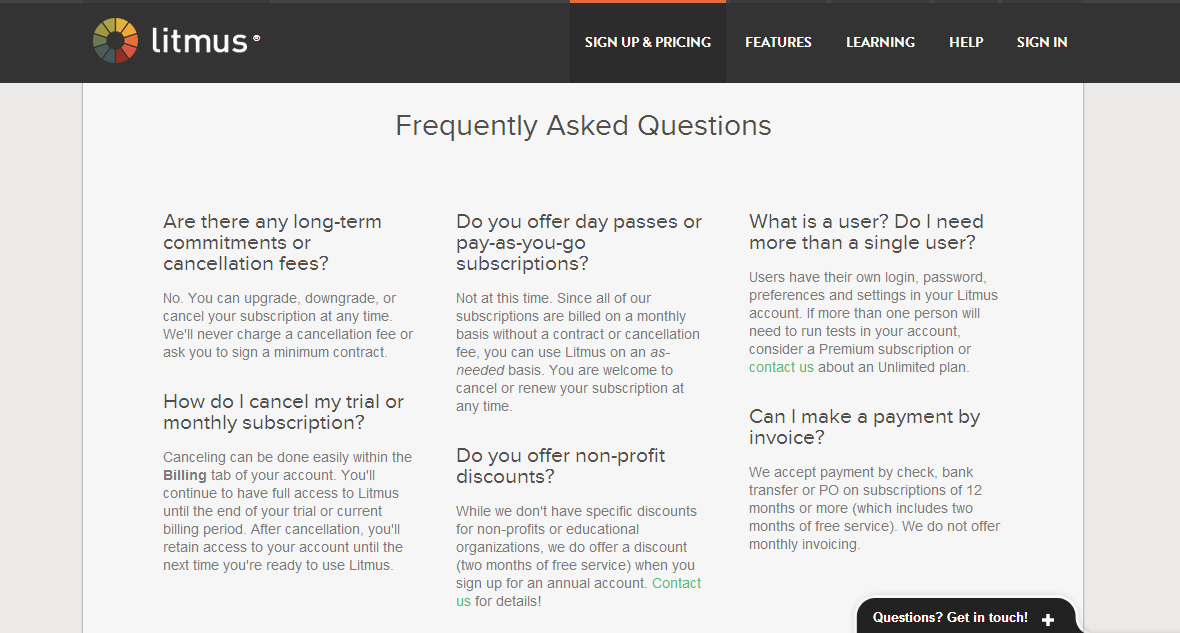 litmus®
SIGN UP & PRICING
FEATURES
LEARNING
HELP
SIGN IN
Frequently Asked Questions
Are there any long-term
commitments or
cancellation fees?
No. You can upgrade, downgrade, or
cancel your subscription at any time.
We'll never charge a cancellation fee or
ask you to sign a minimum contract.
How do I cancel my trial or
monthly subscription?
Canceling can be done easily within the
Billing tab of your account. You'll
continue to have full access to Litmus
until the end of your trial or current
billing period. After cancellation, you'll
retain access to your account until the
next time you're ready to use Litmus.
Do you offer day passes or
pay-as-you-go
subscriptions?
Not at this time. Since all of our
subscriptions are billed on a monthly
basis without a contract or cancellation
fee, you can use Litmus on an as-
needed basis. You are welcome to
cancel or renew your subscription at
any time.
Do you offer non-profit
discounts?
While we don't have specific discounts
for non-profits or educational
organizations, we do offer a discount
(two months of free service) when you
sign up for an annual account. Contact
us for details!
What is a user? Do I need
more than a single user?
Users have their own login, password,
preferences and settings in your Litmus
account. If more than one person will
need to run tests in your account,
consider a Premium subscription or
contact us about an Unlimited plan.
Can I make a payment by
invoice?
We accept payment by check, bank
transfer or PO on subscriptions of 12
months or more (which includes two
months of free service). We do not offer
monthly invoicing.
Questions? Get in touch! +